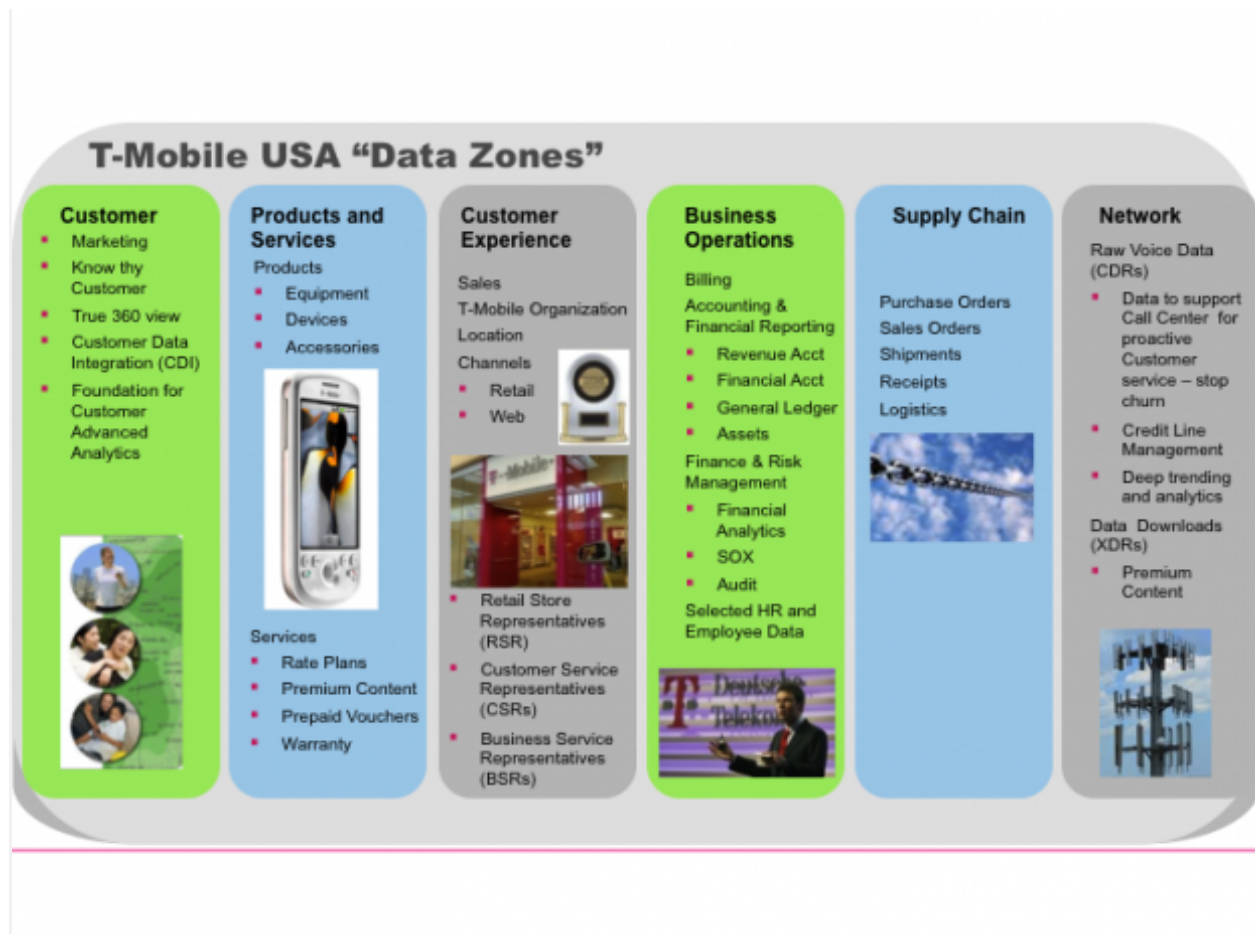 T-Mobile USA “Data Zones”
Customer
Marketing
Know thy
Customer
True 360 view
Customer Data
Integration (CDI)
Foundation for
Customer
Advanced
Analytics
Products and
Services
Products
Equipment
Devices
Accessories
Services
Rate Plans
Premium Content
Prepaid Vouchers
Warranty
Customer
Experience
Sales
T-Mobile Organization
Location
Channels
Retail
Web
T-Mobile
Retail Store
Representatives
(RSR)
Customer Service
Representatives
(CSRs)
Business Service
Representatives
(BSRs)
Business
Operations
Billing
Accounting &
Financial Reporting
Revenue Acct
Financial Acct
General Ledger
Assets
Finance & Risk
Management
Financial
Analytics
SOX
Audit
Selected HR and
Employee Data
T Deutsche
Telekom
Supply Chain
Purchase Orders
Sales Orders
Shipments
Receipts
Logistics
Network
Raw Voice Data
(CDRs)
Data to support
Call Center for
proactive
Customer
service – stop
churn
Credit Line
Management
Deep trending
and analytics
Data Downloads
(XDRs)
Premium
Content